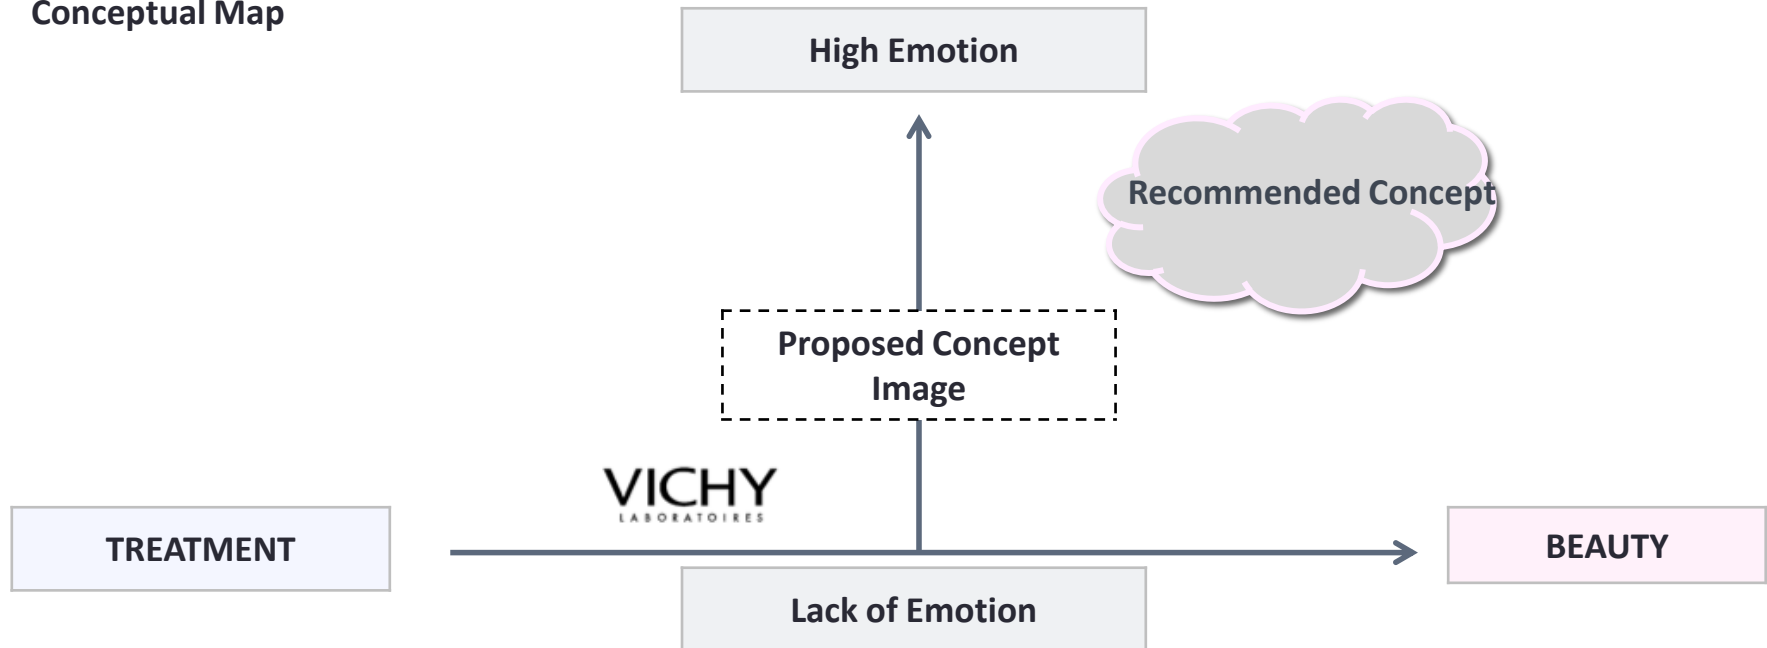 Conceptual Map
High Emotion
Recommended Concept
Proposed Concept
Image
VICHY
LABORATOIRES
TREATMENT
BEAUTY
Lack of Emotion